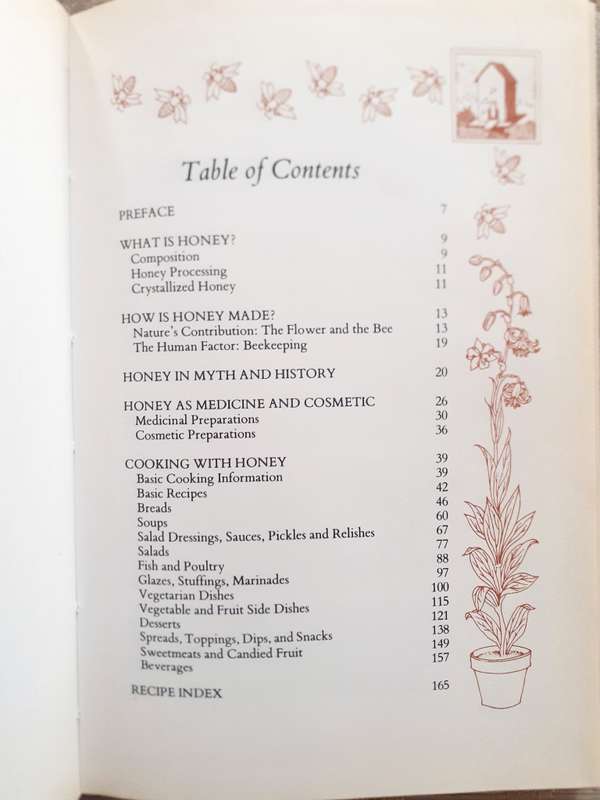 Table of Contents
PREFACE 7
WHAT IS HONEY? 9
Composition 9
Honey Processing 11
Crystallized Honey 11
HOW IS HONEY MADE? 13
Nature's Contribution: The Flower and the Bee 13
The Human Factor: Beekeeping 19
HONEY IN MYTH AND HISTORY 20
HONEY AS MEDICINE AND COSMETIC 26
Medicinal Preparations 30
Cosmetic Preparations 36
COOKING WITH HONEY 39
Basic Cooking Information 39
Basic Recipes 42
Breads 46
Soups 60
Salad Dressings, Sauces, Pickles and Relishes 67
Salads 77
Fish and Poultry 88
Glazes, Stuffings, Marinades 97
Vegetarian Dishes 100
Vegetable and Fruit Side Dishes 115
Desserts 121
Spreads, Toppings, Dips, and Snacks 138
Sweetmeats and Candied Fruit 149
Beverages 157
RECIPE INDEX 165